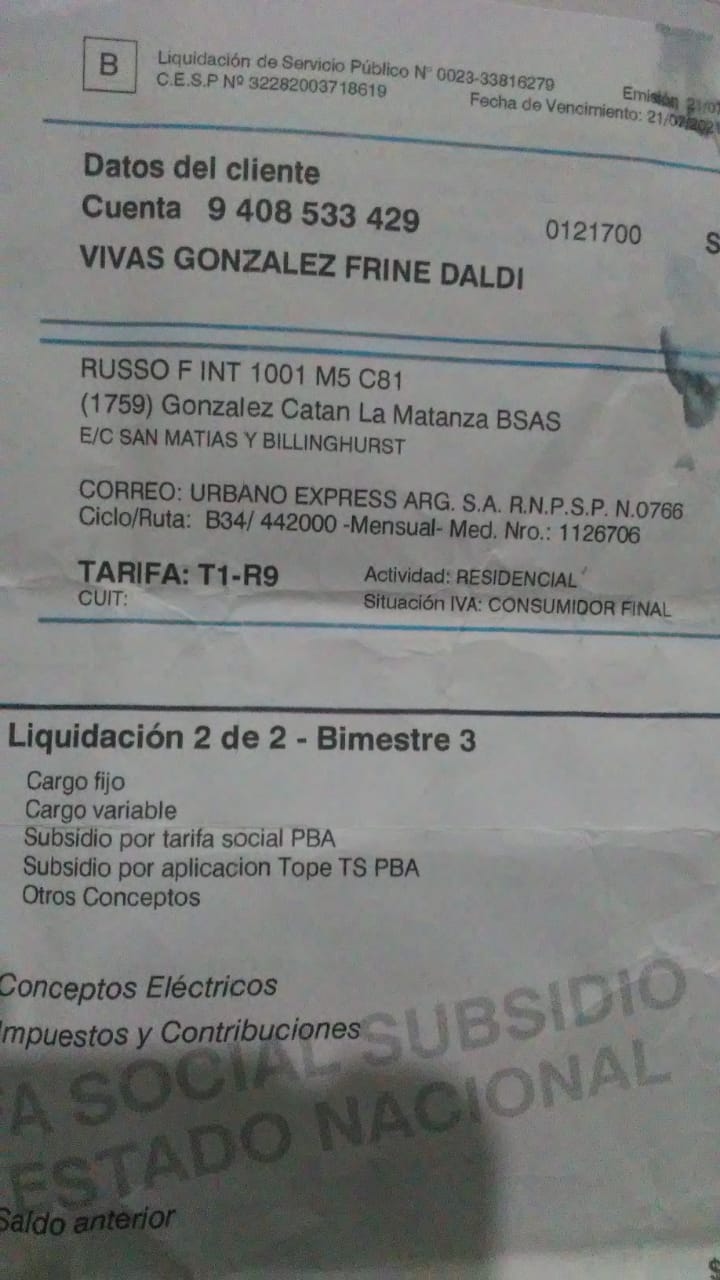 B
Liquidación de Servicio Público N° 0023-33816279
C.E.S.P Nº 32282003718619
Emisión 21/07
Fecha de Vencimiento: 21/07/2021
Datos del cliente
Cuenta 9 408 533 429
0121700
S
VIVAS GONZALEZ FRINE DALDI
RUSSO F INT 1001 M5 C81
(1759) Gonzalez Catan La Matanza BSAS
E/C SAN MATIAS Y BILLINGHURST
CORREO: URBANO EXPRESS ARG. S.A. R.N.P.S.P. N.0766
Ciclo/Ruta: B34/ 442000 -Mensual- Med. Nro.: 1126706
TARIFA: T1-R9
Actividad: RESIDENCIAL
CUIT:
Situación IVA: CONSUMIDOR FINAL
Liquidación 2 de 2 - Bimestre 3
Cargo fijo
Cargo variable
Subsidio por tarifa social PBA
Subsidio por aplicacion Tope TS PBA
Otros Conceptos
Conceptos Eléctricos
Impuestos y Contribuciones
FA SOCIAL SUBSIDIO
ESTADO NACIONAL
Saldo anterior
$